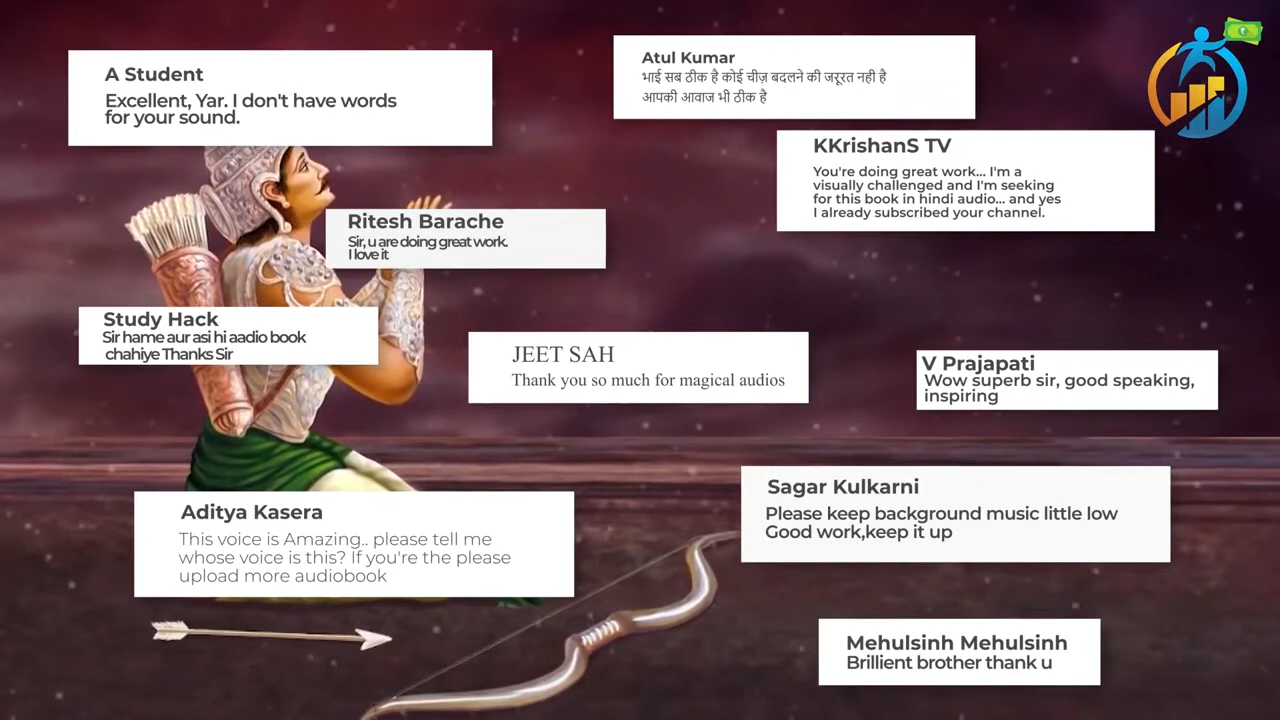 A Student
Excellent, Yar. I don't have words
for your sound.
Atul Kumar
भाई सब ठीक है कोई चीज़ बदलने की जरूरत नही है
आपकी आवाज भी ठीक है
KKrishanS TV
You're doing great work... I'm a
visually challenged and I'm seeking
for this book in hindi audio... and yes
I already subscribed your channel.
Ritesh Barache
Sir, u are doing great work.
I love it
Study Hack
Sir hame aur asi hi aadio book
chahiye Thanks Sir
JEET SAH
Thank you so much for magical audios
V Prajapati
Wow superb sir, good speaking,
inspiring
Sagar Kulkarni
Please keep background music little low
Good work,keep it up
Aditya Kasera
This voice is Amazing.. please tell me
whose voice is this? If you're the please
upload more audiobook
Mehulsinh Mehulsinh
Brillient brother thank u